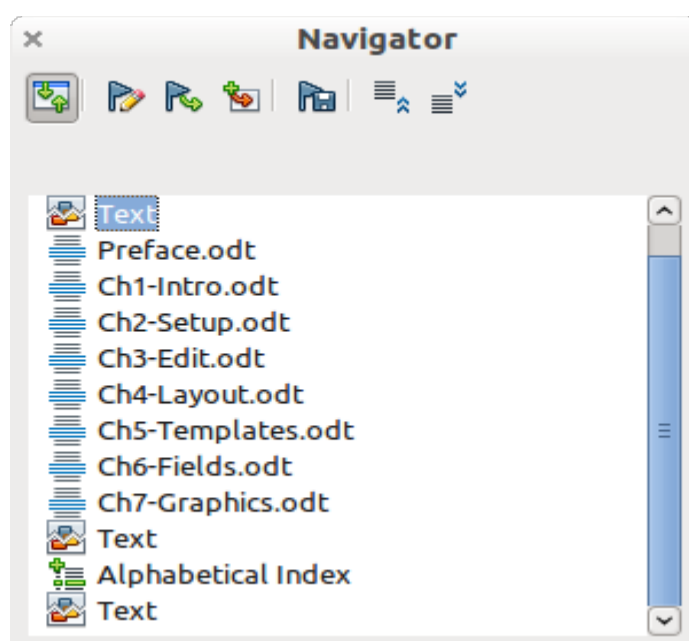 Navigator
Text
Preface.odt
Ch1-Intro.odt
Ch2-Setup.odt
Ch3-Edit.odt
Ch4-Layout.odt
Ch5-Templates.odt
Ch6-Fields.odt
Ch7-Graphics.odt
Text
Alphabetical Index
Text